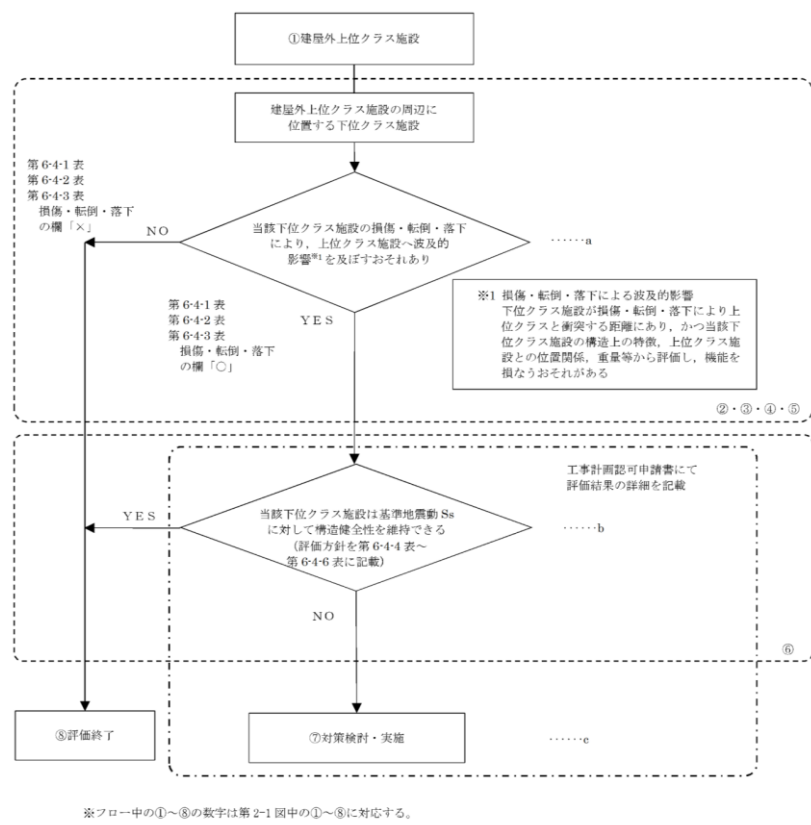 ①建屋外上位クラス施設
建屋外上位クラス施設の周辺に
位置する下位クラス施設
第 6-4-1 表
第 6-4-2 表
第 6-4-3 表
損傷・転倒・落下
の欄「×」
NO
当該下位クラス施設の損傷・転倒・落下
により，上位クラス施設へ波及的
影響※1 を及ぼすおそれあり
……a
第 6-4-1 表
第 6-4-2 表
第 6-4-3 表
損傷・転倒・落下
の欄「○」
YES
※1 損傷・転倒・落下による波及的影響
下位クラス施設が損傷・転倒・落下により上
位クラスと衝突する距離にあり，かつ当該下
位クラス施設の構造上の特徴，上位クラス施
設との位置関係，重量等から評価し，機能を
損なうおそれがある
②・③・④・⑤
工事計画認可申請書にて
評価結果の詳細を記載
YES
当該下位クラス施設は基準地震動 Ss
に対して構造健全性を維持できる
（評価方針を第 6-4-4 表～
第 6-4-6 表に記載）
……b
NO
⑥
⑧評価終了
⑦対策検討・実施
……c
※フロー中の①～⑧の数字は第 2-1 図中の①～⑧に対応する。